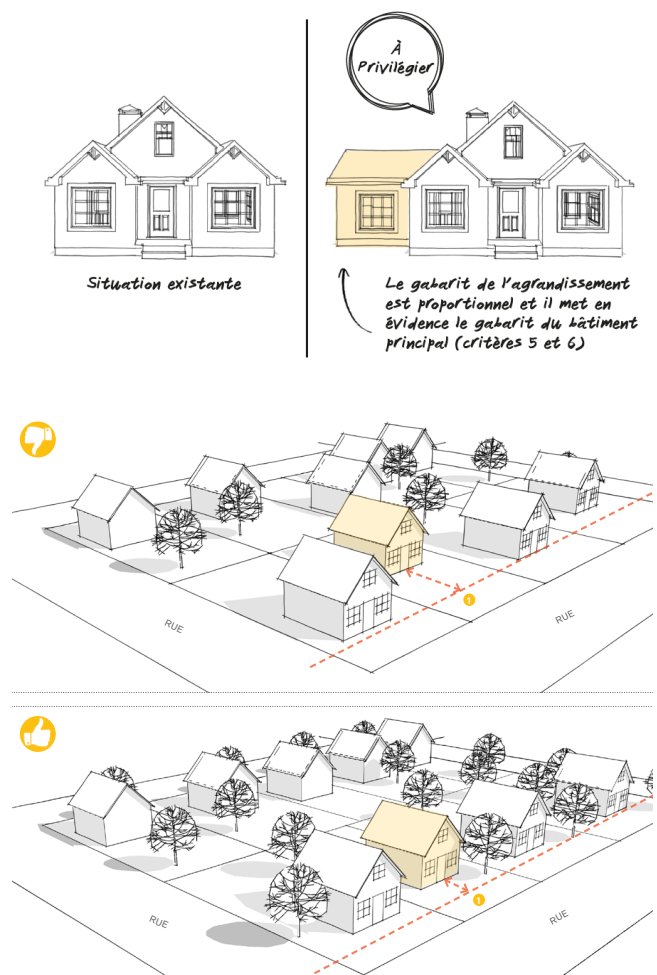 À
Privilégier
Situation existante
Le gabarit de l'agrandissement
est proportionnel et il met en
évidence le gabarit du bâtiment
principal (critères 5 et 6)
1
RUE
RUE
1
RUE
RUE